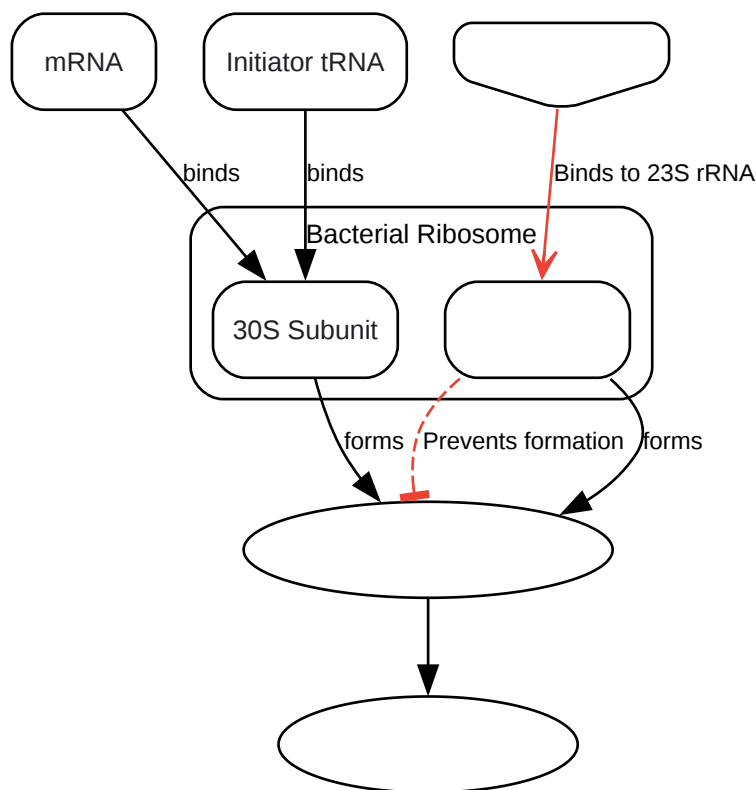 mRNA
Initiator tRNA
binds
binds
Binds to 23S rRNA
Bacterial Ribosome
30S Subunit
forms
Prevents formation
forms